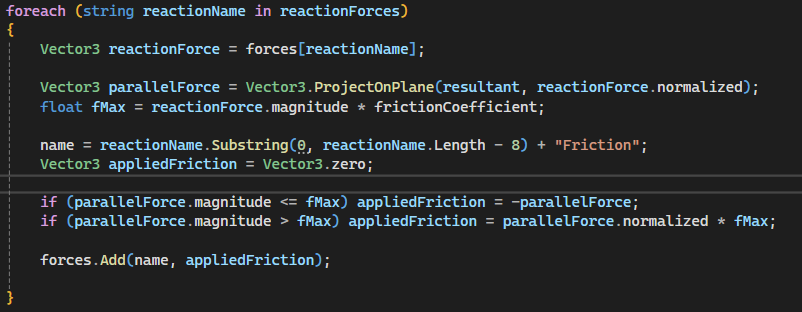 foreach (string reactionName in reactionForces)
{
Vector3 reactionForce = forces[reactionName];
Vector3 parallelForce = Vector3.ProjectOnPlane(resultant, reactionForce.normalized);
float fMax = reactionForce.magnitude * frictionCoefficient;
name = reactionName.Substring(0, reactionName.Length - 8) + "Friction";
Vector3 appliedFriction = Vector3.zero;
if (parallelForce.magnitude <= fMax) appliedFriction = -parallelForce;
if (parallelForce.magnitude > fMax) appliedFriction = parallelForce.normalized * fMax;
forces.Add(name, appliedFriction);
}